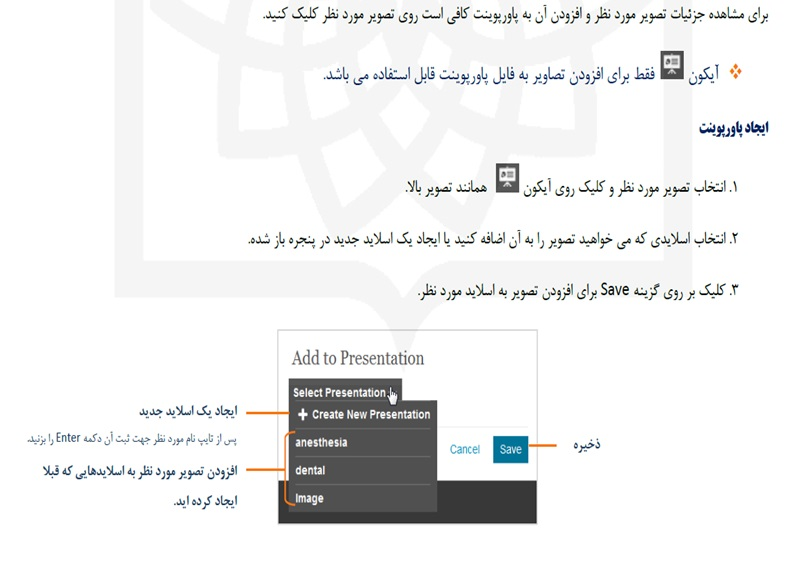 برای مشاهده جزئیات تصویر مورد نظر و افزودن آن به پاورپوینت کافی است روی تصویر مورد نظر کلیک کنید.
آیکون فقط برای افزودن تصاویر به فایل پاورپوینت قابل استفاده می باشد.
ایجاد پاورپوینت
۱. انتخاب تصویر مورد نظر و کلیک روی آیکون همانند تصویر بالا.
۲. انتخاب اسلایدی که می خواهید تصویر را به آن اضافه کنید یا ایجاد یک اسلاید جدید در پنجره باز شده.
۳. کلیک بر روی گزینه Save برای افزودن تصویر به اسلاید مورد نظر.
Add to Presentation
Select Presentation
Create New Presentation
anesthesia
dental
Image
Cancel
Save
ذخیره
ایجاد یک اسلاید جدید
پس از تایپ نام مورد نظر جهت ثبت آن دکمه Enter را بزنید.
افزودن تصویر مورد نظر به اسلایدهایی که قبلا
ایجاد کرده اید.